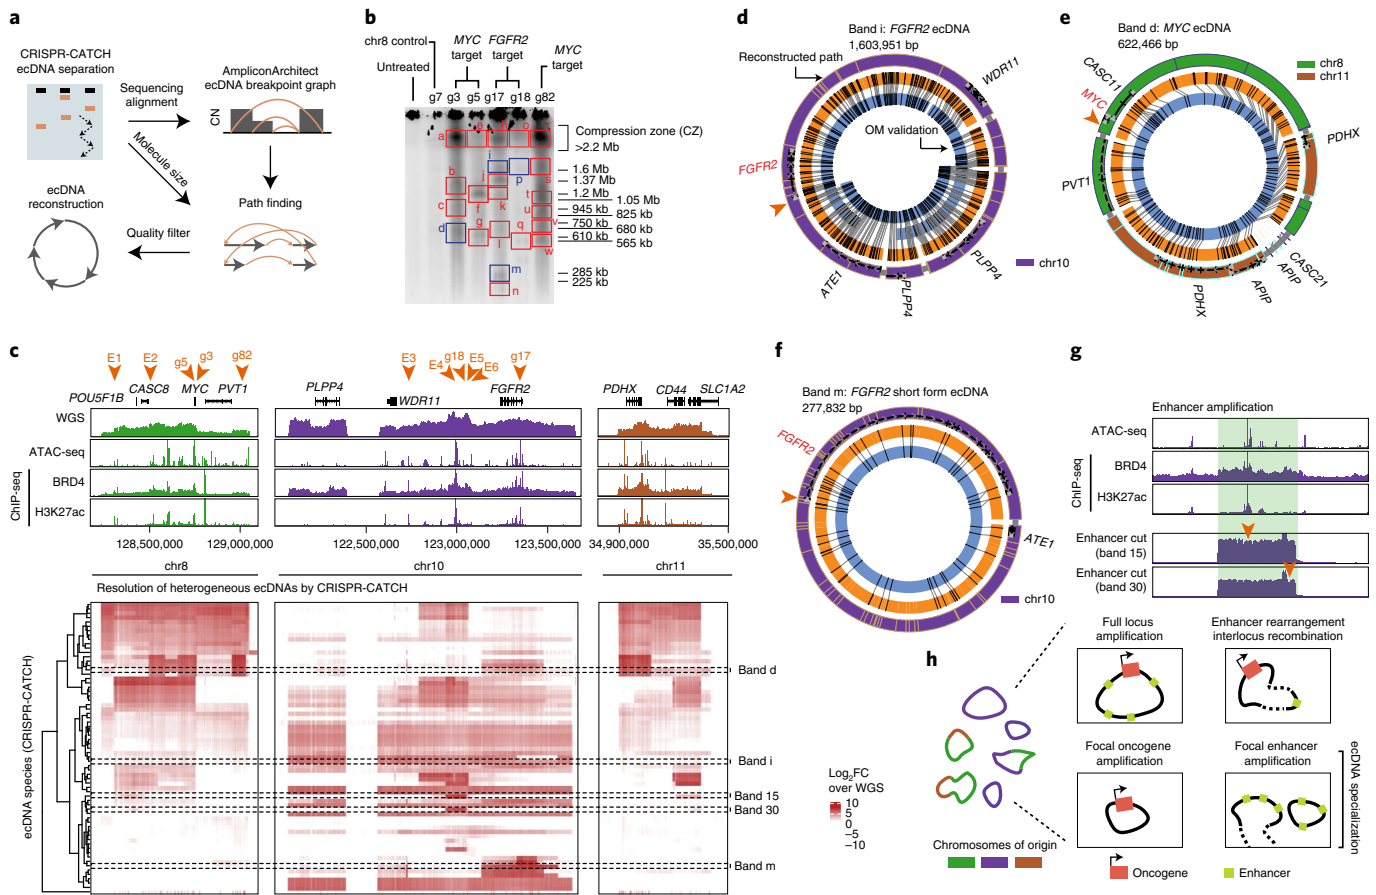 a
CRISPR-CATCH
ecDNA separation
Sequencing
alignment
AmpliconArchitect
ecDNA breakpoint graph
CN
Molecule size
ecDNA
reconstruction
Path finding
Quality filter
b
chr8 control
Untreated
MYC
target
FGFR2
target
MYC
target
g7
g3
g5
g17
g18
g82
Compression zone (CZ)
>2.2 Mb
1.6 Mb
1.37 Mb
1.2 Mb
1.05 Mb
945 kb
825 kb
750 kb
680 kb
610 kb
565 kb
285 kb
225 kb
a
b
c
d
e
f
g
i
j
k
l
m
n
o
p
q
s
t
u
v
w
c
E1
E2
g5
g3
g82
E3
E4
g18
E5
E6
g17
POU5F1B
CASC8
MYC
PVT1
PLPP4
WDR11
FGFR2
PDHX
CD44
SLC1A2
WGS
ATAC-seq
ChIP-seq
BRD4
H3K27ac
128,500,000
129,000,000
122,500,000
123,000,000
123,500,000
34,900,000
35,500,000
chr8
chr10
chr11
Resolution of heterogeneous ecDNAs by CRISPR-CATCH
ecDNA species (CRISPR-CATCH)
Band d
Band i
Band 15
Band 30
Band m
Log2FC
over WGS
10
5
0
−5
−10
d
Band i: FGFR2 ecDNA
1,603,951 bp
Reconstructed path
WDR11
OM validation
FGFR2
ATE1
PLPP4
PLPP4
chr10
e
Band d: MYC ecDNA
622,466 bp
chr8
chr11
CASC11
MYC
PVT1
PDHX
PDHX
APIP
APIP
CASC21
f
Band m: FGFR2 short form ecDNA
277,832 bp
FGFR2
ATE1
chr10
g
Enhancer amplification
ATAC-seq
ChIP-seq
BRD4
H3K27ac
Enhancer cut
(band 15)
Enhancer cut
(band 30)
h
Full locus
amplification
Enhancer rearrangement
interlocus recombination
Focal oncogene
amplification
Focal enhancer
amplification
ecDNA specialization
Chromosomes of origin
Oncogene
Enhancer